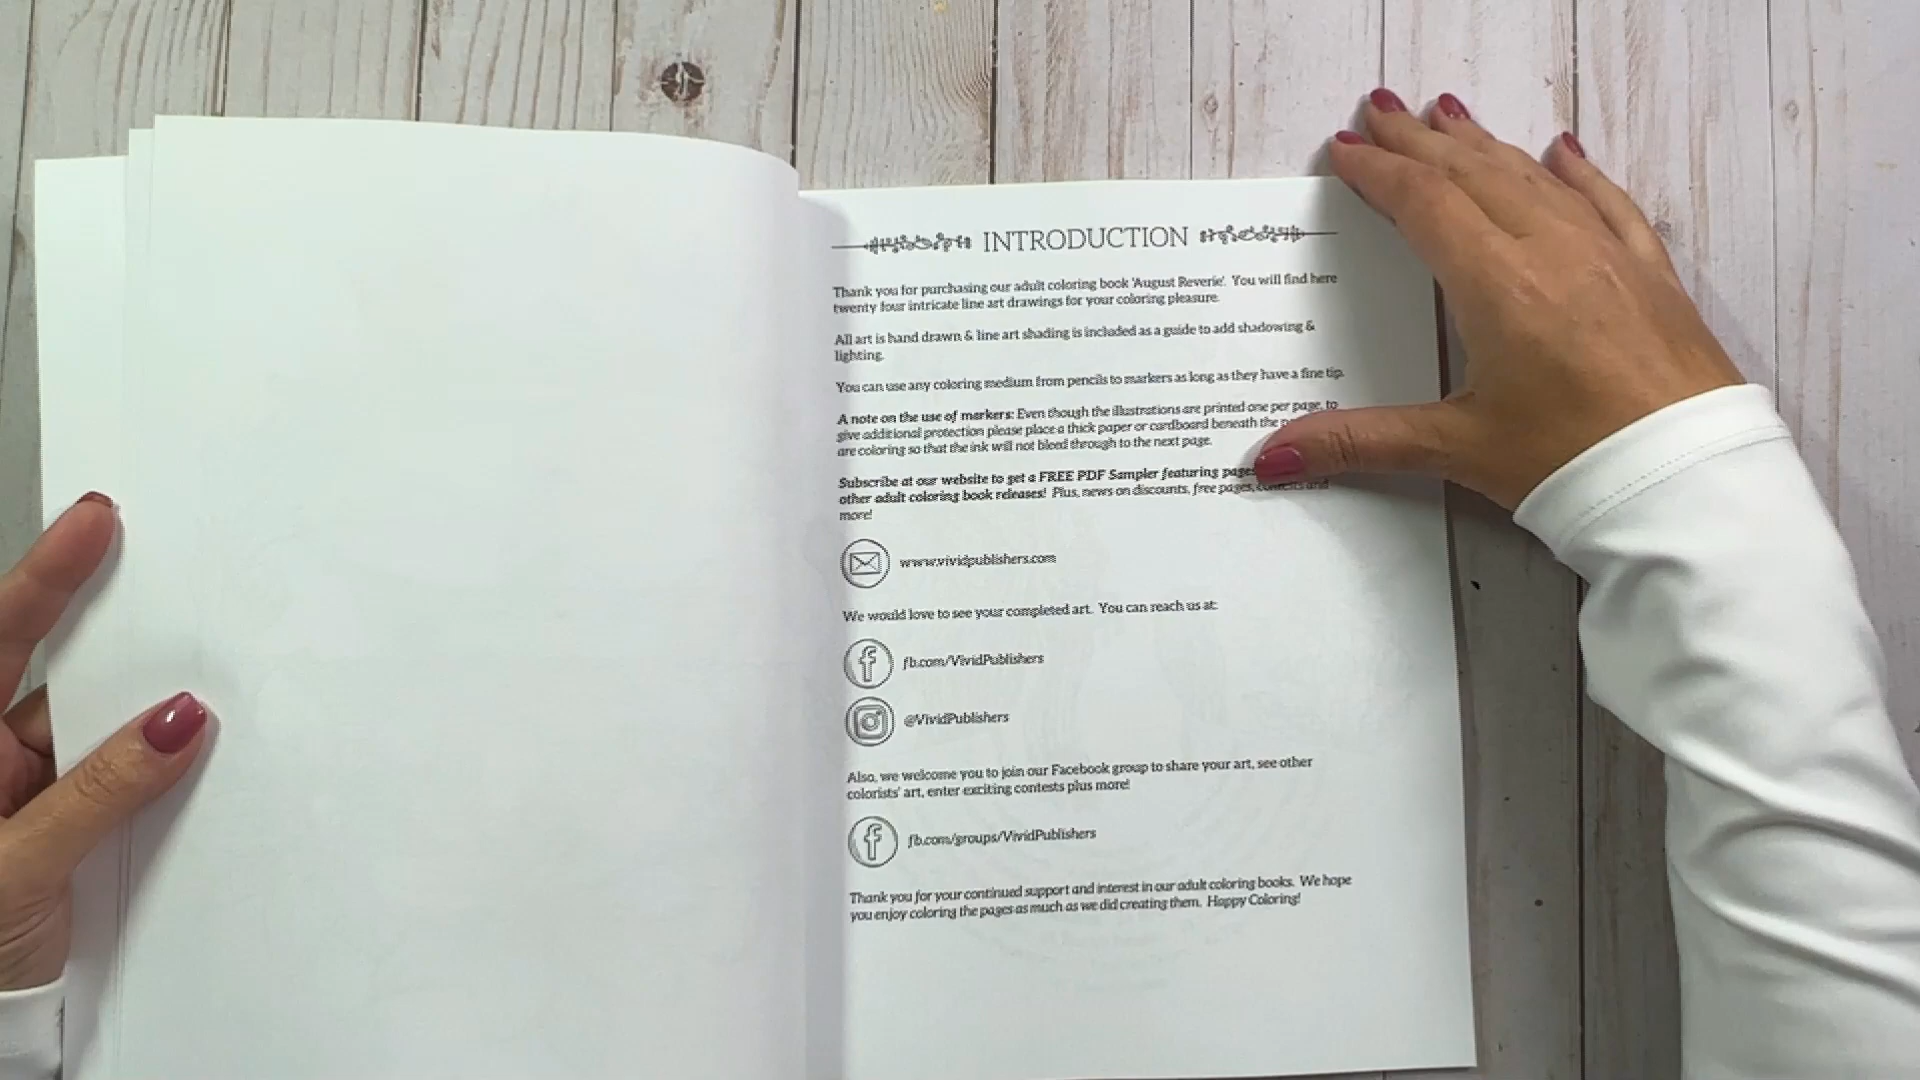 INTRODUCTION
Thank you for purchasing our adult coloring book 'August Reverie'. You will find here
twenty four intricate line art drawings for your coloring pleasure.
All art is hand drawn & line art shading is included as a guide to add shadowing &
lighting.
You can use any coloring medium from pencils to markers as long as they have a fine tip.
A note on the use of markers: Even though the illustrations are printed one per page, to
give additional protection please place a thick paper or cardboard beneath the
are coloring so that the ink will not bleed through to the next page.
Subscribe at our website to get a FREE PDF Sampler featuring pages
other adult coloring book releases! Plus, news on discounts, free pages, contests and
more!
www.vividpublishers.com
We would love to see your completed art. You can reach us at:
fb.com/VividPublishers
@VividPublishers
Also, we welcome you to join our Facebook group to share your art, see other
colorists' art, enter exciting contests plus more!
fb.com/groups/VividPublishers
Thank you for your continued support and interest in our adult coloring books. We hope
you enjoy coloring the pages as much as we did creating them. Happy Coloring!